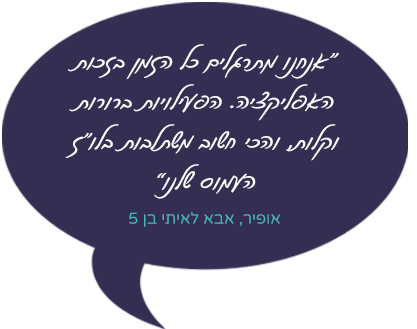 "אנחנו מתרגלים כל הזמן בזכות
האפליקציה. הפעילויות ברורות
וקלות, והכי חשוב משתלבות בלו"ז
העמוס שלנו"
אופיר, אבא לאיתי בן 5